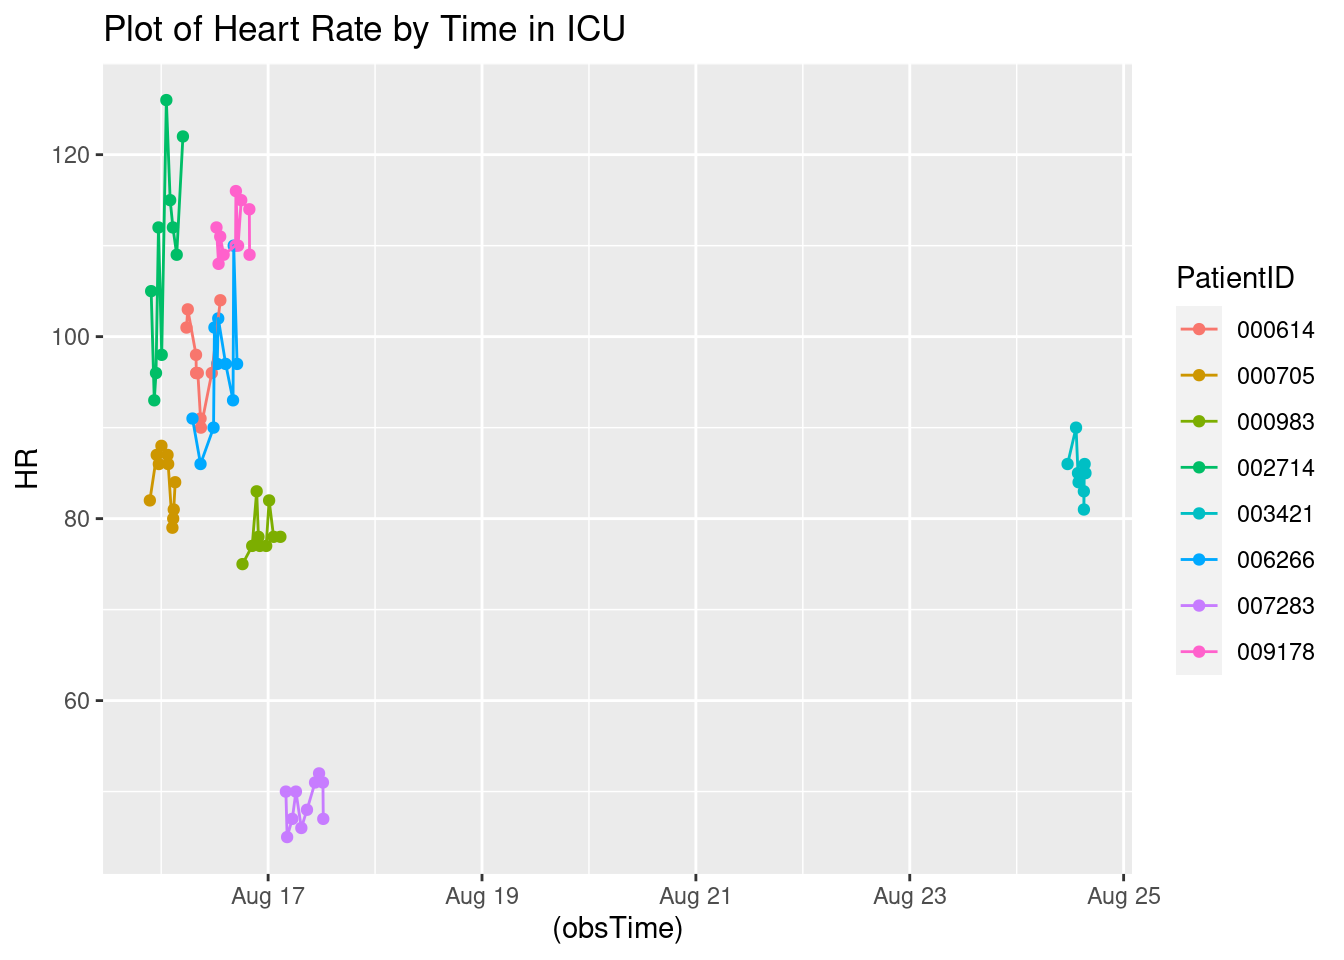 Plot of Heart Rate by Time in ICU
120
100
80
60
HR
Aug 17
Aug 19
Aug 21
Aug 23
Aug 25
(obsTime)
PatientID
000614
000705
000983
002714
003421
006266
007283
009178